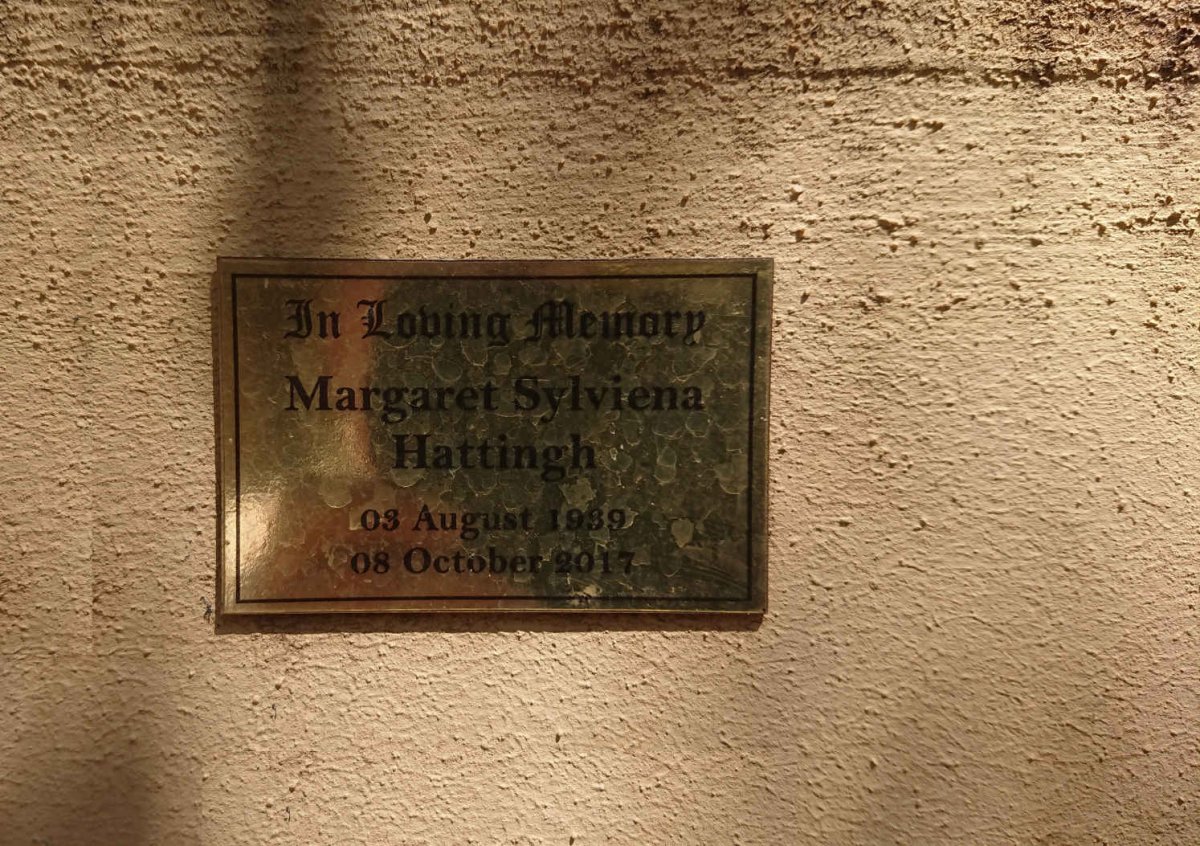 In Loving Memory
Margaret Sylviena
Hattingh
03 August 1939
08 October 2017